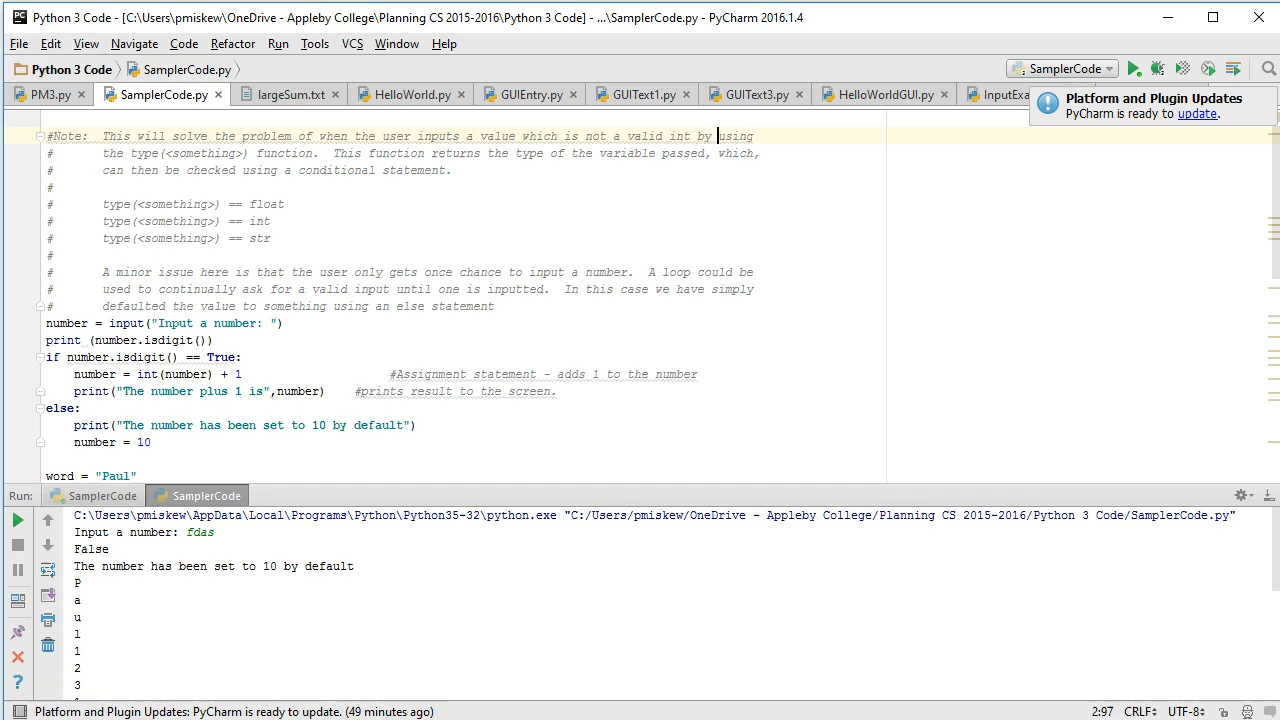 Python 3 Code - [C:\Users\pmiskew\OneDrive - Appleby College\Planning CS 2015-2016\Python 3 Code] - ...\SamplerCode.py - PyCharm 2016.1.4
File Edit View Navigate Code Refactor Run Tools VCS Window Help
Python 3 Code SamplerCode.py SamplerCode
PM3.py SamplerCode.py largeSum.txt HelloWorld.py GUIEntry.py GUIText1.py GUIText3.py HelloWorldGUI.py InputExa
Platform and Plugin Updates
PyCharm is ready to update.
#Note: This will solve the problem of when the user inputs a value which is not a valid int by using
# the type(<something>) function. This function returns the type of the variable passed, which,
# can then be checked using a conditional statement.
#
# type(<something>) == float
# type(<something>) == int
# type(<something>) == str
#
# A minor issue here is that the user only gets once chance to input a number. A loop could be
# used to continually ask for a valid input until one is inputted. In this case we have simply
# defaulted the value to something using an else statement
number = input("Input a number: ")
print (number.isdigit())
if number.isdigit() == True:
number = int(number) + 1 #Assignment statement - adds 1 to the number
print("The number plus 1 is",number) #prints result to the screen.
else:
print("The number has been set to 10 by default")
number = 10
word = "Paul"
Run: SamplerCode SamplerCode
C:\Users\pmiskew\AppData\Local\Programs\Python\Python35-32\python.exe "C:/Users/pmiskew/OneDrive - Appleby College/Planning CS 2015-2016/Python 3 Code/SamplerCode.py"
Input a number: fdas
False
The number has been set to 10 by default
P
a
u
l
1
2
3
Platform and Plugin Updates: PyCharm is ready to update. (49 minutes ago) 2:97 CRLF UTF-8